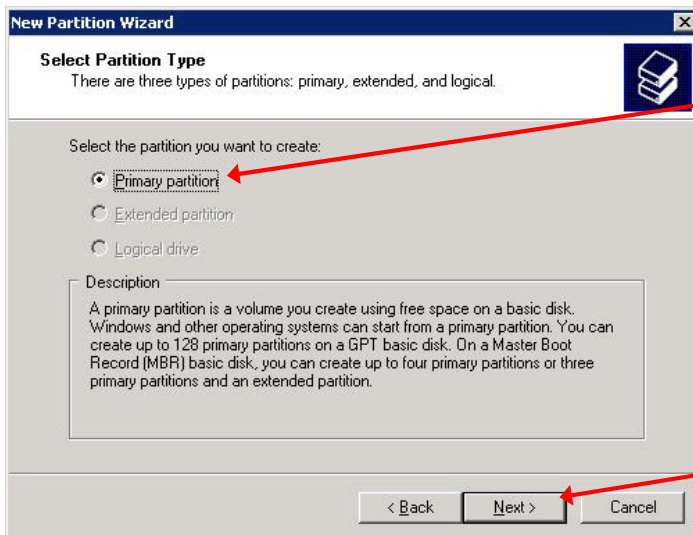 New Partition Wizard
Select Partition Type
There are three types of partitions: primary, extended, and logical.
Select the partition you want to create:
Primary partition
Extended partition
Logical drive
Description
A primary partition is a volume you create using free space on a basic disk.
Windows and other operating systems can start from a primary partition. You can
create up to 128 primary partitions on a GPT basic disk. On a Master Boot
Record (MBR) basic disk, you can create up to four primary partitions or three
primary partitions and an extended partition.
< Back
Next >
Cancel